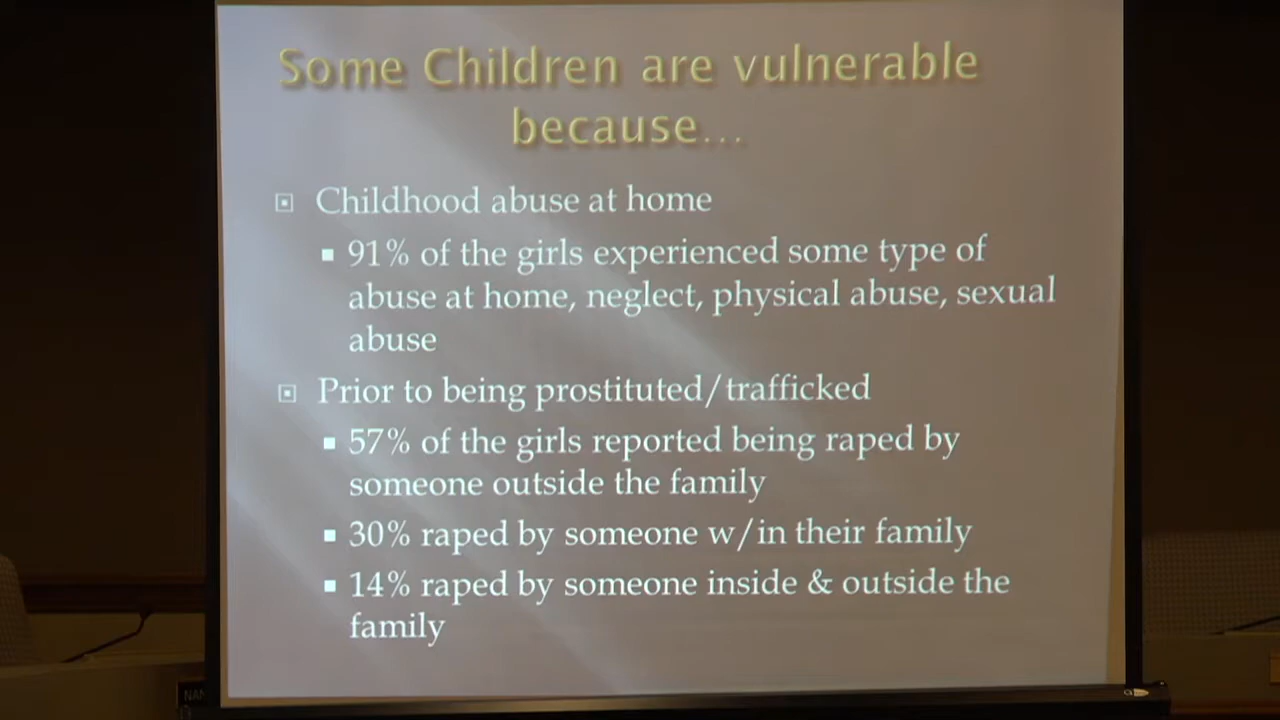 Some Children are vulnerable
because...
Childhood abuse at home
91% of the girls experienced some type of
abuse at home, neglect, physical abuse, sexual
abuse
Prior to being prostituted/trafficked
57% of the girls reported being raped by
someone outside the family
30% raped by someone w/in their family
14% raped by someone inside & outside the
family